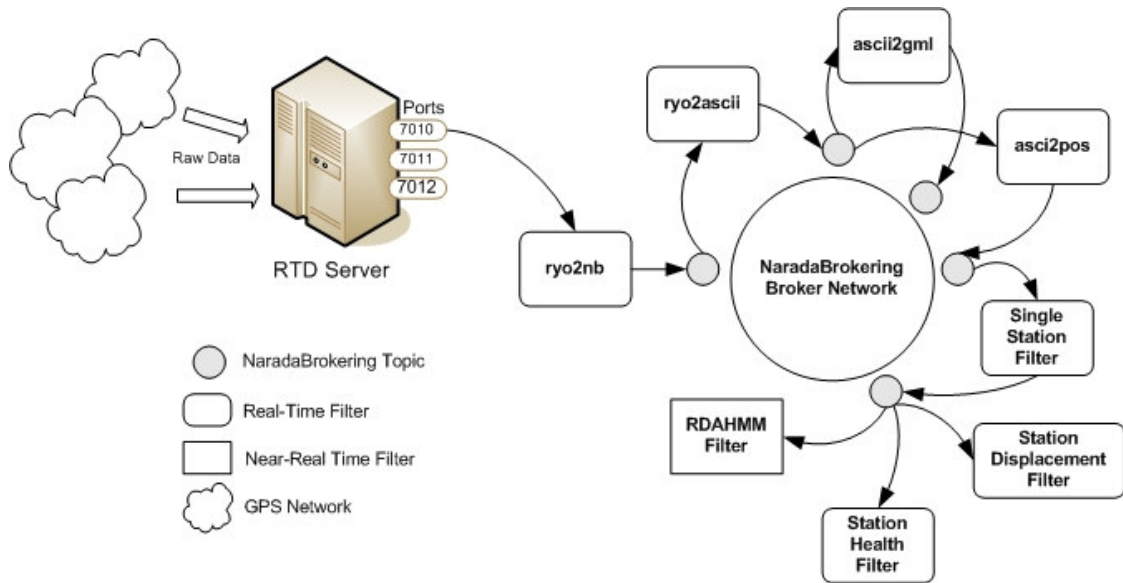 ascii2gml
ryo2ascii
asci2pos
Ports
7010
7011
7012
Raw Data
RTD Server
ryo2nb
NaradaBrokering
Broker Network
Single
Station
Filter
NaradaBrokering Topic
Real-Time Filter
Near-Real Time Filter
GPS Network
RDAHMM
Filter
Station
Displacement
Filter
Station
Health
Filter